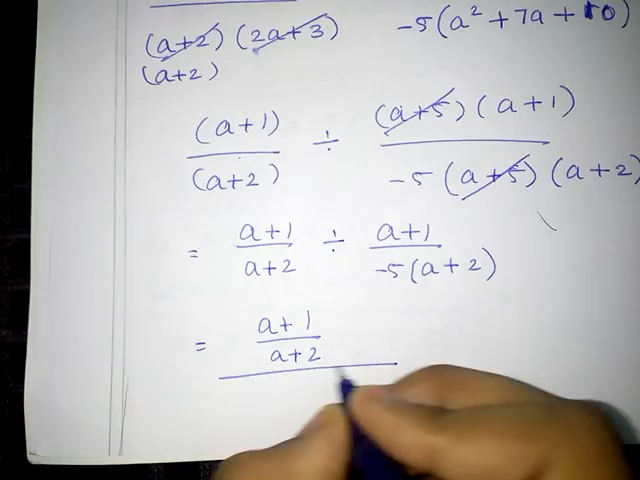 (a+2) (2a+3) -5(a² + 7a + 10)
(a+2)
(a+1) ÷ (a+5) (a+1)
(a+2) -5 (a+5) (a+2)
= a+1 ÷ a+1
a+2 -5(a+2)
= a+1
a+2